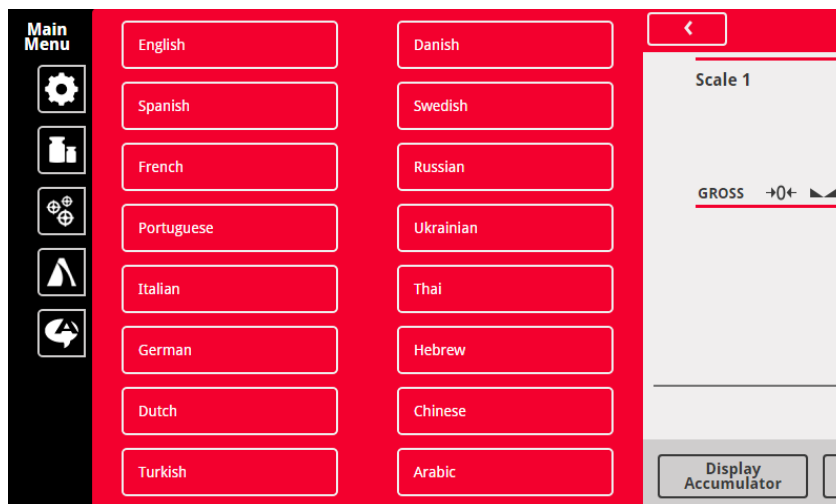 Main
Menu
English
Spanish
French
Portuguese
Italian
German
Dutch
Turkish
Danish
Swedish
Russian
Ukrainian
Thai
Hebrew
Chinese
Arabic
Scale 1
GROSS →0←
Display
Accumulator